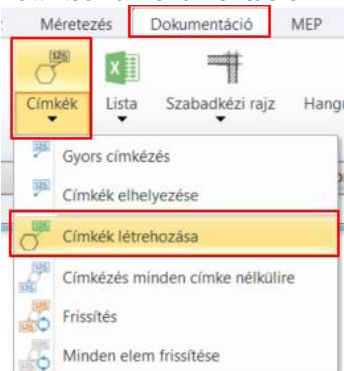 Méretezés Dokumentáció MEP
Címkék Lista Szabadkézi rajz
Gyors címkézés
Címkék elhelyezése
Címkék létrehozása
Címkézés minden címke nélkülire
Frissítés
Minden elem frissítése